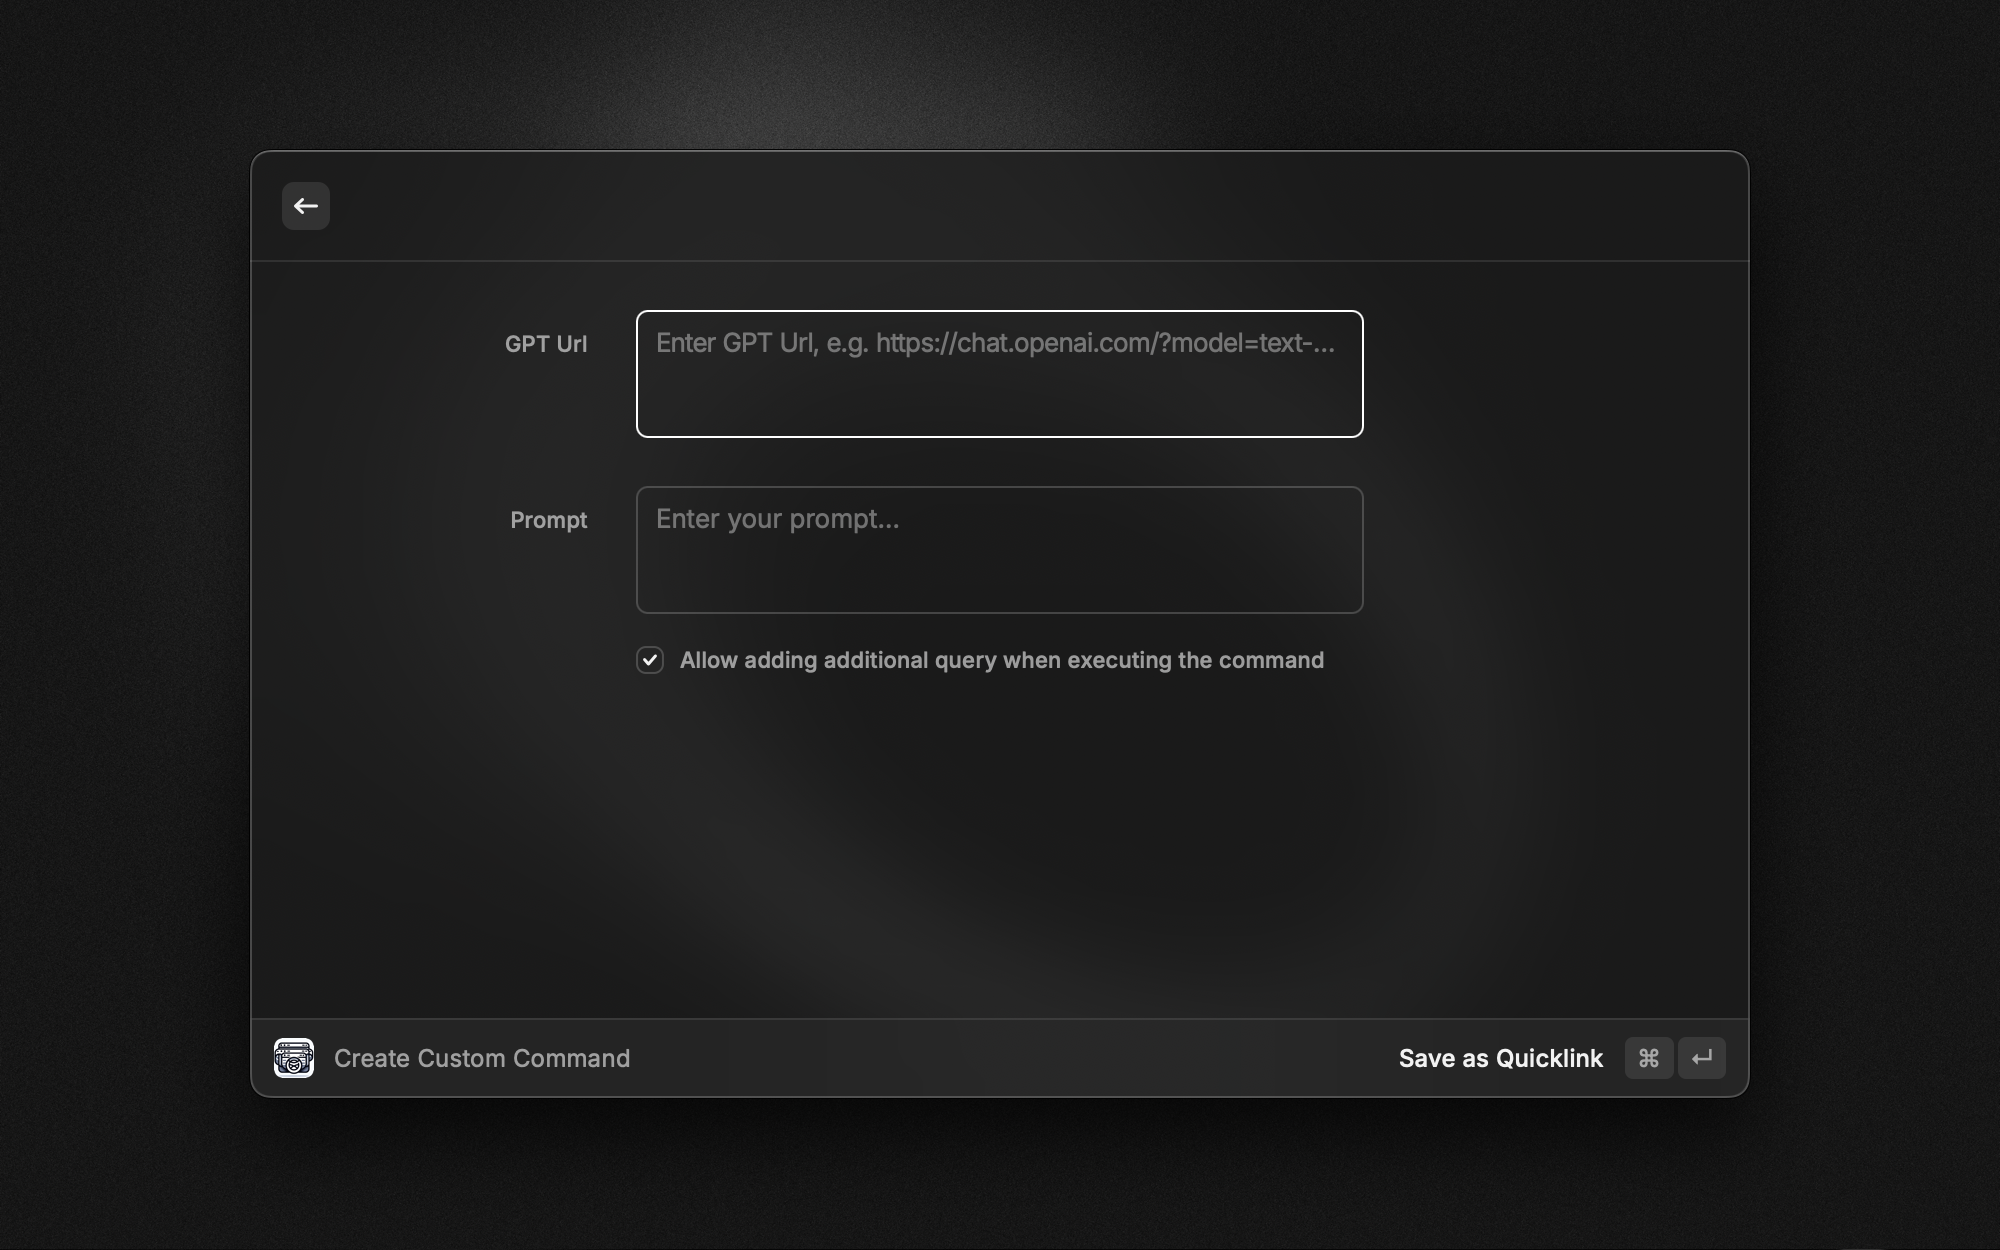 GPT Url
Enter GPT Url, e.g. https://chat.openai.com/?model=text-...
Prompt
Enter your prompt...
Allow adding additional query when executing the command
Create Custom Command
Save as Quicklink ⌘ ↵